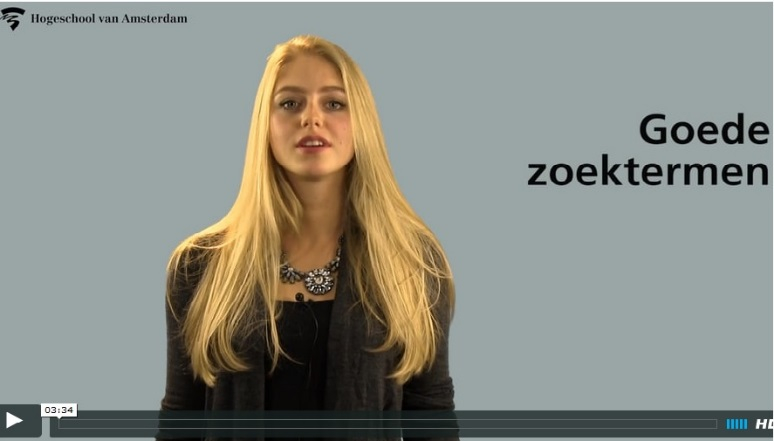 Hogeschool van Amsterdam
Goede
zoektermen
03:34
HD